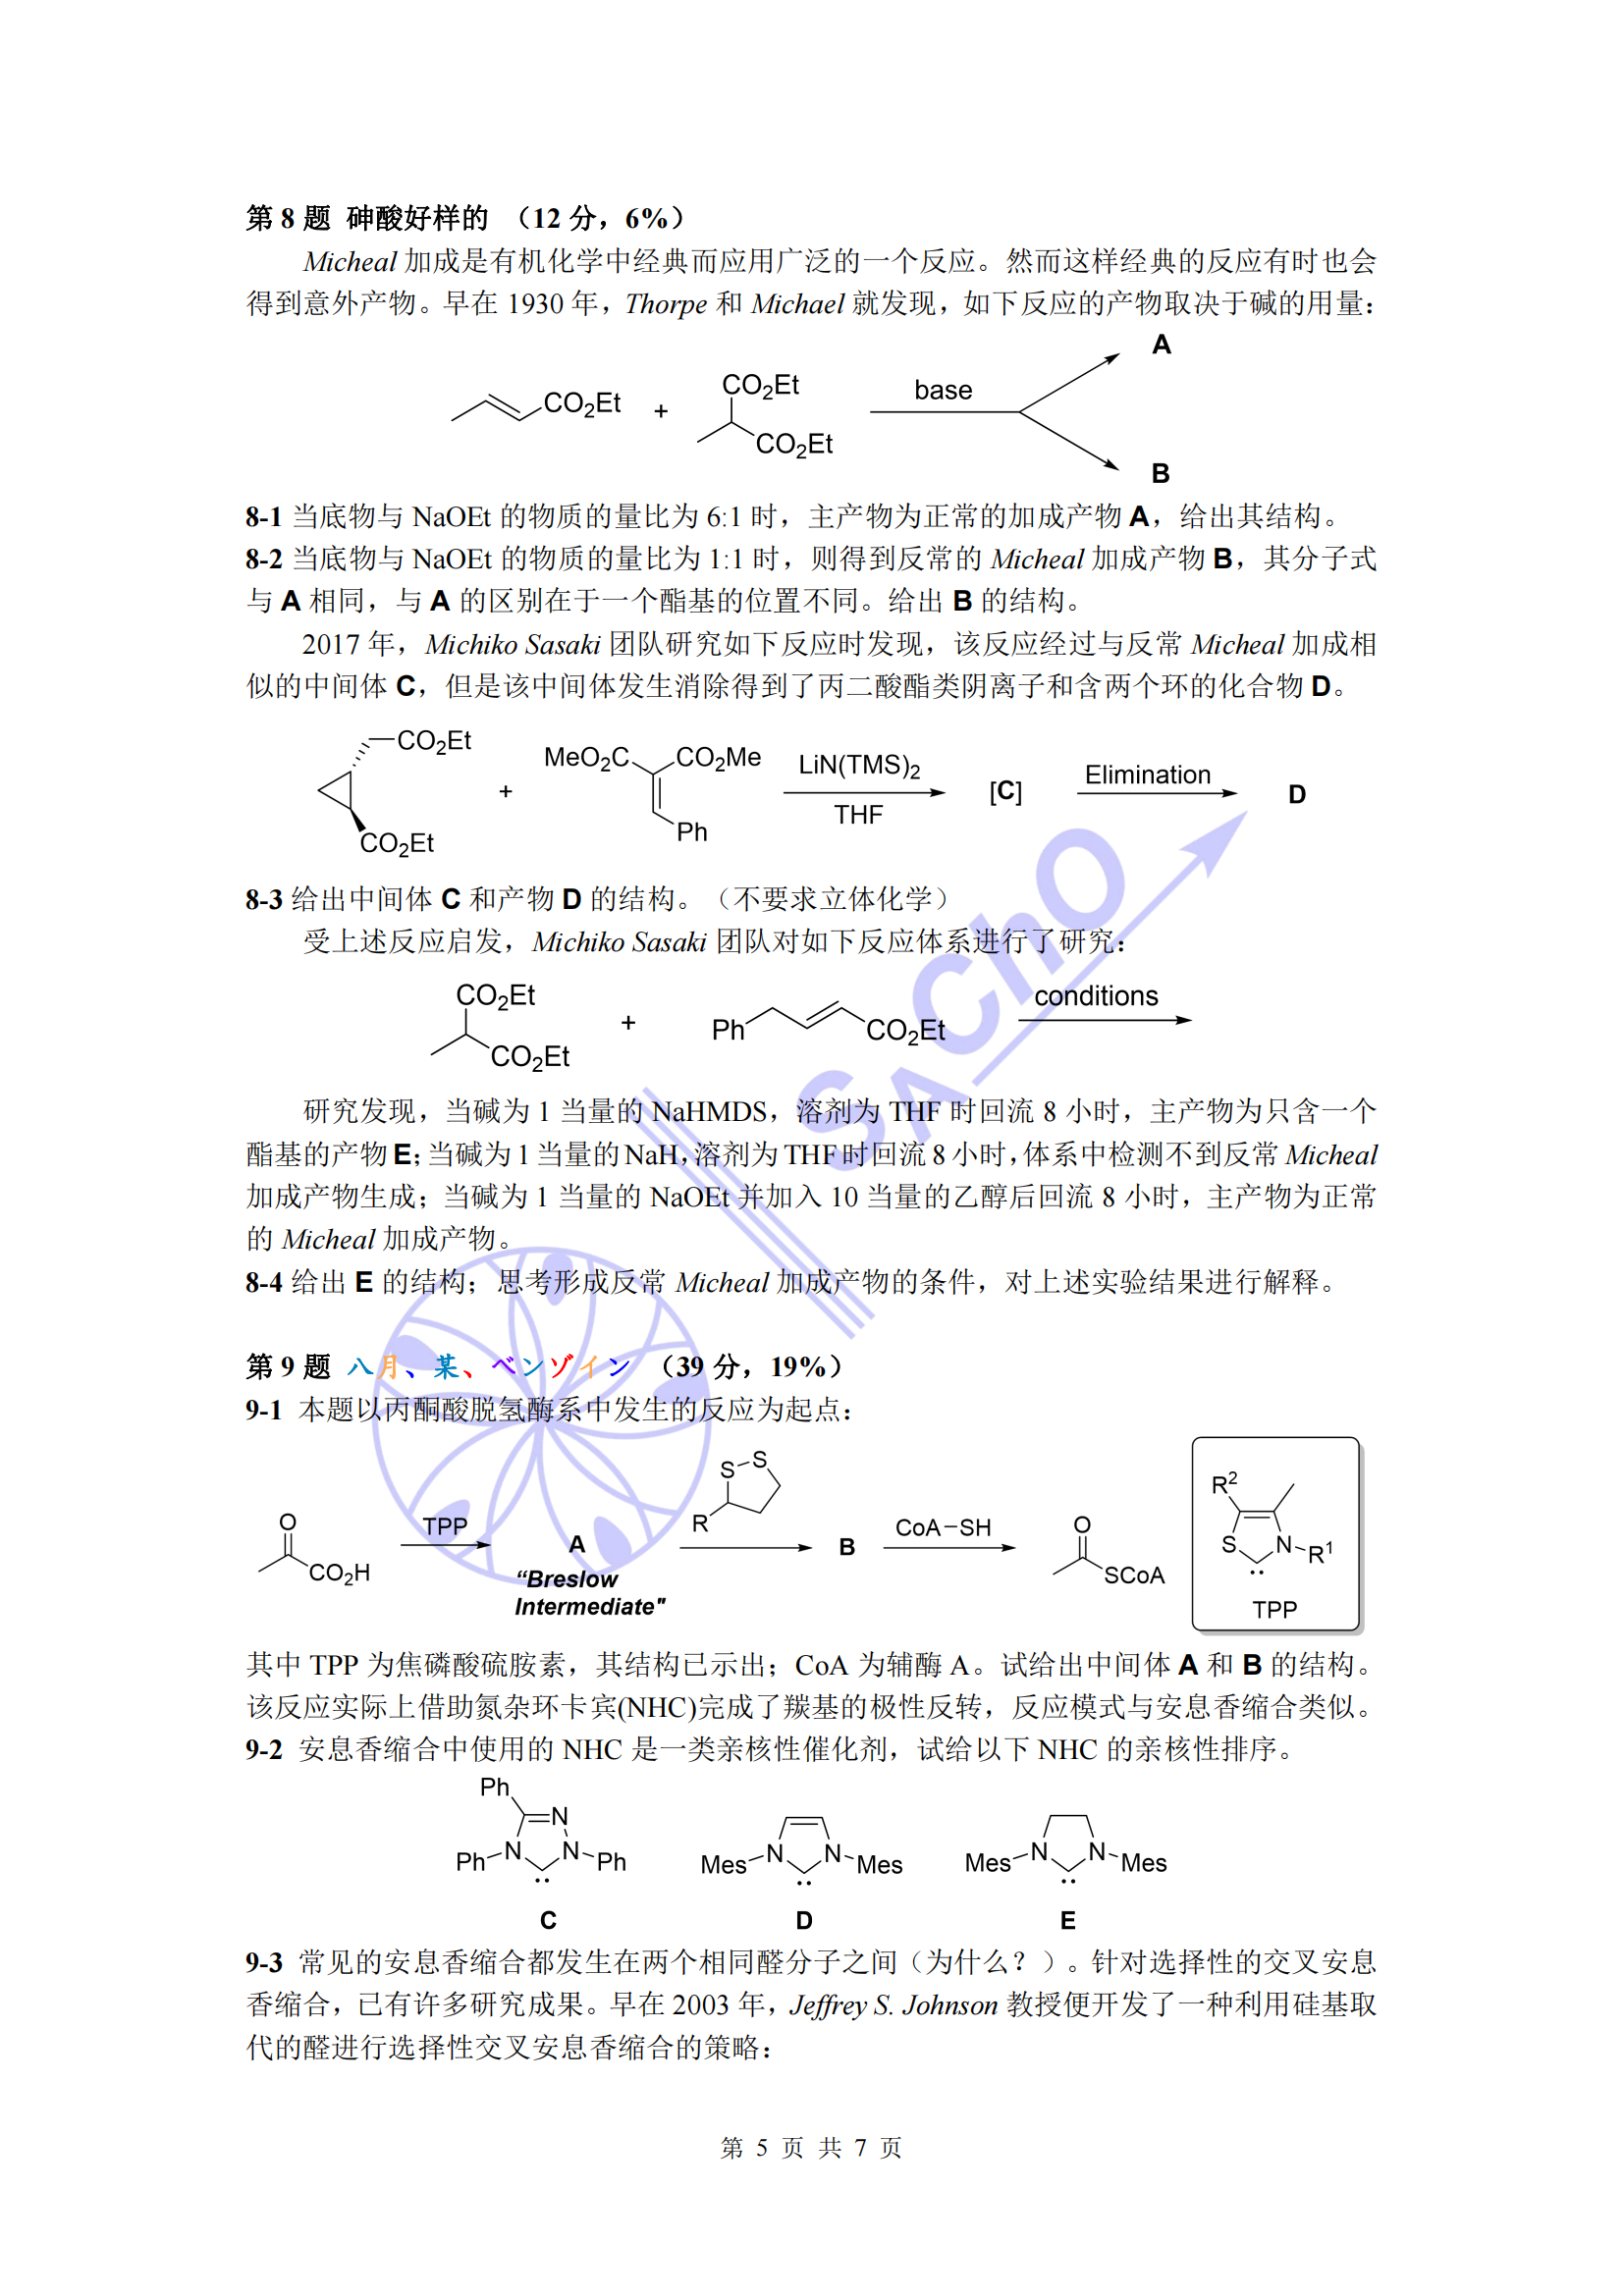 第 8 题 砷酸好样的 （12 分，6%）
Micheal 加成是有机化学中经典而应用广泛的一个反应。然而这样经典的反应有时也会
得到意外产物。早在 1930 年，Thorpe 和 Michael 就发现，如下反应的产物取决于碱的用量：
CO2Et + CO2Et CO2Et base A B
8-1 当底物与 NaOEt 的物质的量比为 6:1 时，主产物为正常的加成产物 A，给出其结构。
8-2 当底物与 NaOEt 的物质的量比为 1:1 时，则得到反常的 Micheal 加成产物 B，其分子式
与 A 相同，与 A 的区别在于一个酯基的位置不同。给出 B 的结构。
2017 年，Michiko Sasaki 团队研究如下反应时发现，该反应经过与反常 Micheal 加成相
似的中间体 C，但是该中间体发生消除得到了丙二酸酯类阴离子和含两个环的化合物 D。
CO2Et CO2Et + MeO2C CO2Me Ph LiN(TMS)2 THF [C] Elimination D
8-3 给出中间体 C 和产物 D 的结构。（不要求立体化学）
受上述反应启发，Michiko Sasaki 团队对如下反应体系进行了研究：
CO2Et CO2Et + Ph CO2Et conditions
研究发现，当碱为 1 当量的 NaHMDS，溶剂为 THF 时回流 8 小时，主产物为只含一个
酯基的产物 E；当碱为 1 当量的 NaH，溶剂为 THF 时回流 8 小时，体系中检测不到反常 Micheal
加成产物生成；当碱为 1 当量的 NaOEt 并加入 10 当量的乙醇后回流 8 小时，主产物为正常
的 Micheal 加成产物。
8-4 给出 E 的结构；思考形成反常 Micheal 加成产物的条件，对上述实验结果进行解释。
SAChO
第 9 题 八月、某、ベンゾイン （39 分，19%）
9-1 本题以丙酮酸脱氢酶系中发生的反应为起点：
O CO2H TPP A "Breslow Intermediate" S S R B CoA-SH O SCoA R2 S N R1 TPP
其中 TPP 为焦磷酸硫胺素，其结构已示出；CoA 为辅酶 A。试给出中间体 A 和 B 的结构。
该反应实际上借助氮杂环卡宾(NHC)完成了羰基的极性反转，反应模式与安息香缩合类似。
9-2 安息香缩合中使用的 NHC 是一类亲核性催化剂，试给以下 NHC 的亲核性排序。
Ph N Ph N N Ph Mes N N Mes Mes N N Mes
C D E
9-3 常见的安息香缩合都发生在两个相同醛分子之间（为什么？）。针对选择性的交叉安息
香缩合，已有许多研究成果。早在 2003 年，Jeffrey S. Johnson 教授便开发了一种利用硅基取
代的醛进行选择性交叉安息香缩合的策略：
第 5 页 共 7 页